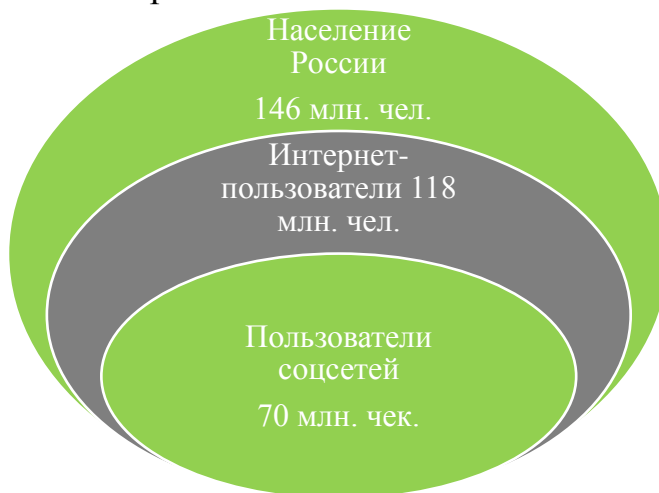 Население
России
146 млн. чел.
Интернет-
пользователи 118
млн. чел.
Пользователи
соцсетей
70 млн. чек.